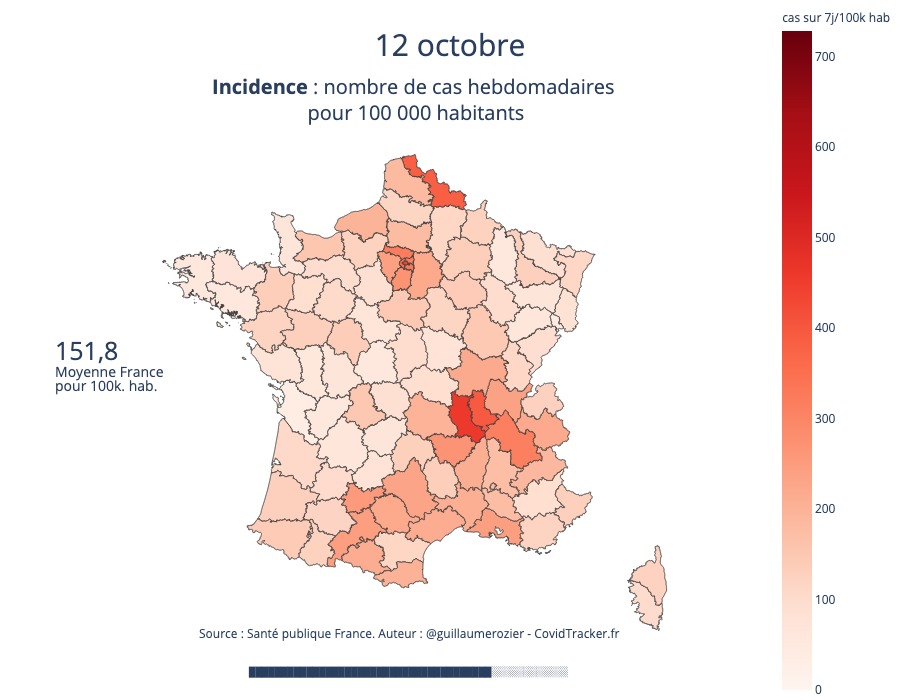 cas sur 7j/100k hab
12 octobre
Incidence : nombre de cas hebdomadaires
pour 100 000 habitants
700
600
500
400
300
200
100
0
151,8
Moyenne France
pour 100k. hab.
Source : Santé publique France. Auteur : @guillaumerozier - CovidTracker.fr